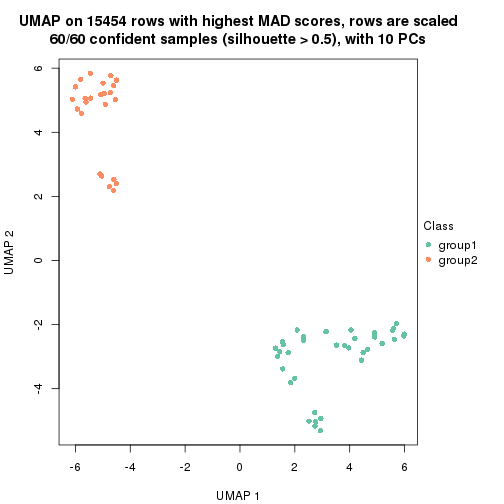 UMAP on 15454 rows with highest MAD scores, rows are scaled
60/60 confident samples (silhouette > 0.5), with 10 PCs
6
4
2
0
-2
-4
UMAP 2
-6
-4
-2
0
2
4
6
UMAP 1
Class
group1
group2